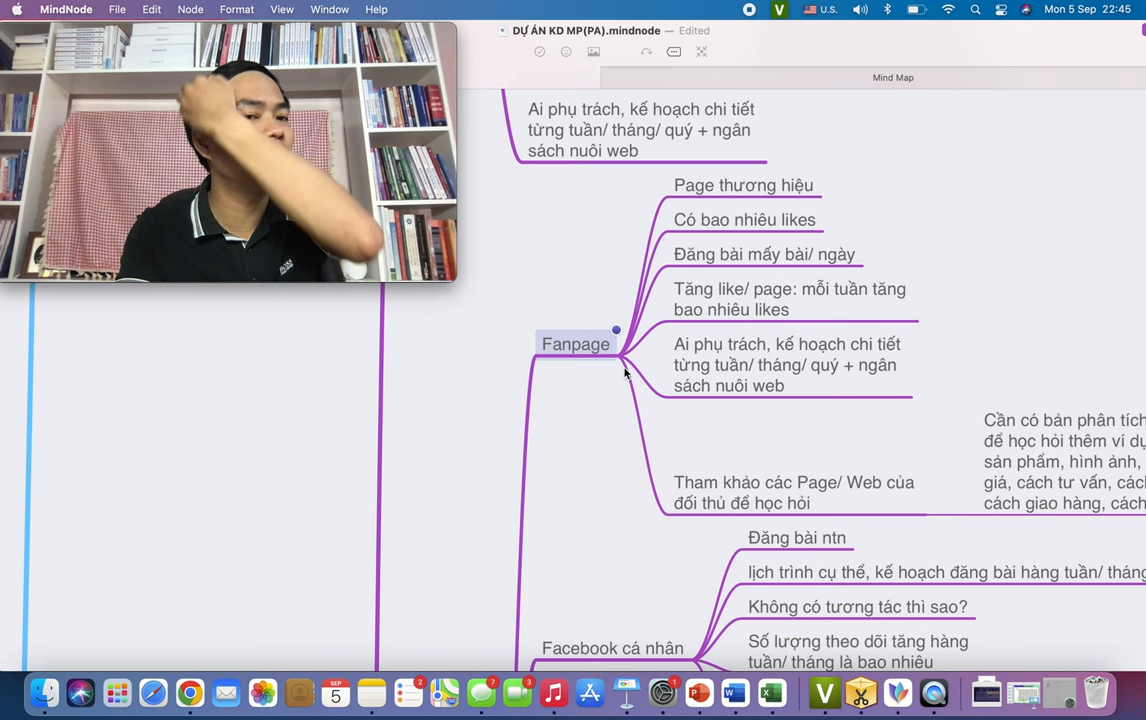 MindNode File Edit Node Format View Window Help
V U.S. Mon 5 Sep 22:45
DỰ ÁN KD MP(PA).mindnode — Edited
Mind Map
Ai phụ trách, kế hoạch chi tiết
từng tuần/ tháng/ quý + ngân
sách nuôi web
Page thương hiệu
Có bao nhiêu likes
Đăng bài mấy bài/ ngày
Tăng like/ page: mỗi tuần tăng
bao nhiêu likes
Fanpage
Ai phụ trách, kế hoạch chi tiết
từng tuần/ tháng/ quý + ngân
sách nuôi web
Cần có bản phân tích
để học hỏi thêm ví dụ
sản phẩm, hình ảnh,
giá, cách tư vấn, các
cách giao hàng, cách
Tham khảo các Page/ Web của
đối thủ để học hỏi
Đăng bài ntn
lịch trình cụ thể, kế hoạch đăng bài hàng tuần/ tháng
Không có tương tác thì sao?
Facebook cá nhân
Số lượng theo dõi tăng hàng
tuần/ tháng là bao nhiêu
BOSS
SEP
5
2
7
3
1
P
W
X
V